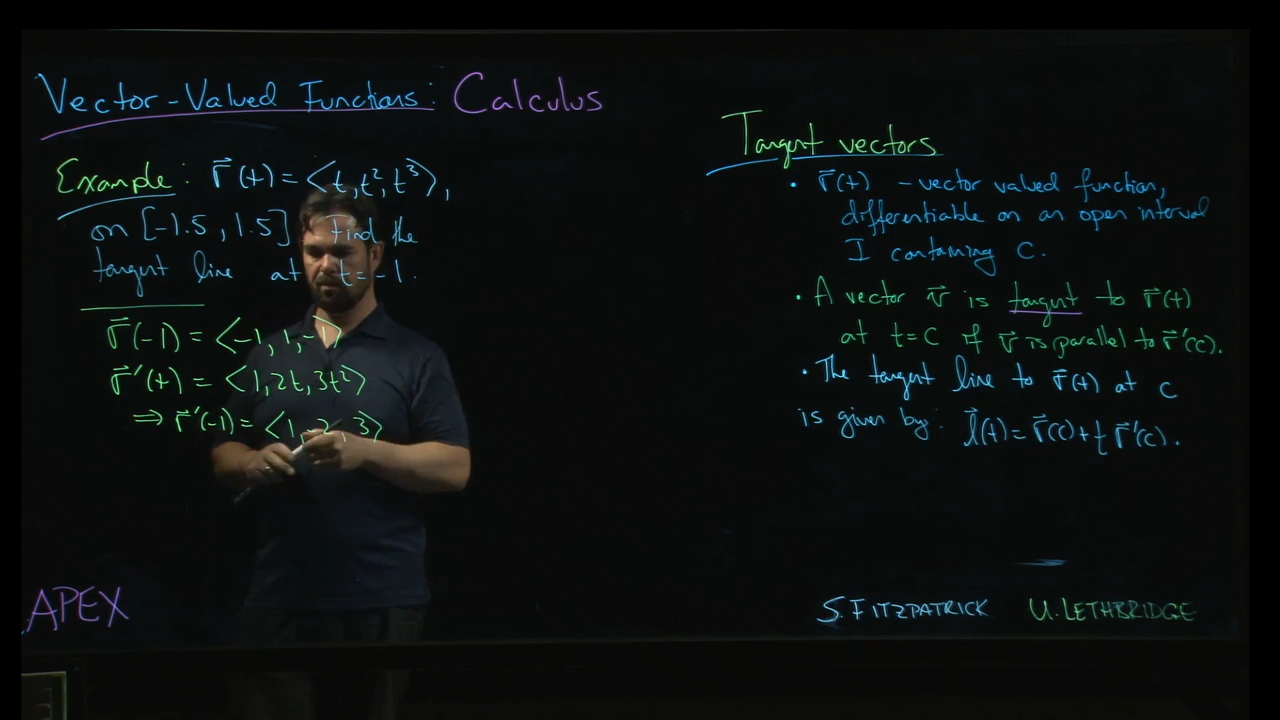 Vector-Valued Functions: Calculus
Example: r⃗(t) = ⟨t, t², t³⟩,
on [-1.5, 1.5] Find the
tangent line at t = -1.
r⃗(-1) = ⟨-1, 1, -1⟩
r⃗'(t) = ⟨1, 2t, 3t²⟩
⇒ r⃗'(-1) = ⟨1, -2, 3⟩
APEX
Tangent vectors
• r⃗(t) - vector valued function,
differentiable on an open interval
I containing c.
• A vector v⃗ is tangent to r⃗(t)
at t=c if v⃗ is parallel to r⃗'(c).
• The tangent line to r⃗(t) at c
is given by: l⃗(t) = r⃗(c) + t r⃗'(c).
S. FITZPATRICK U. LETHBRIDGE